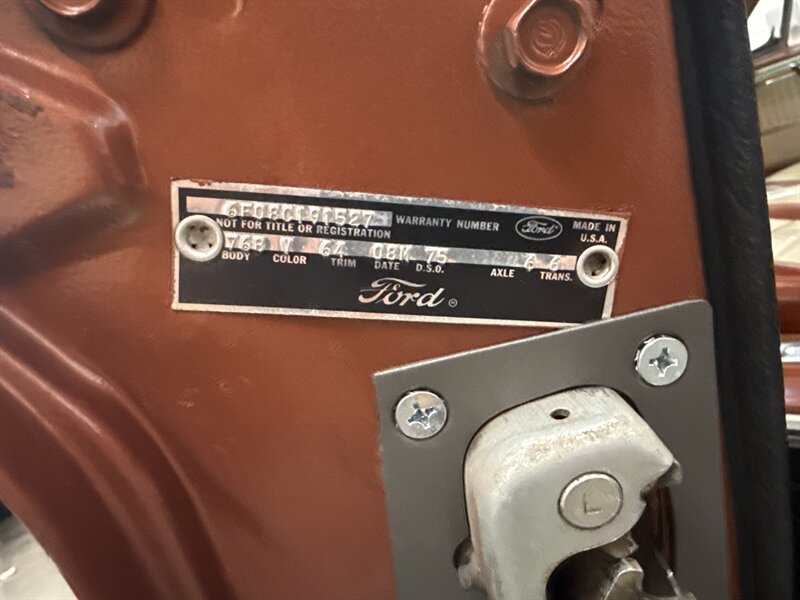 6F08C191527 WARRANTY NUMBER Ford MADE IN U.S.A.
NOT FOR TITLE OR REGISTRATION
76B V 64 08M 75 6 6
BODY COLOR TRIM DATE D.S.O. AXLE TRANS.
Ford ®
L